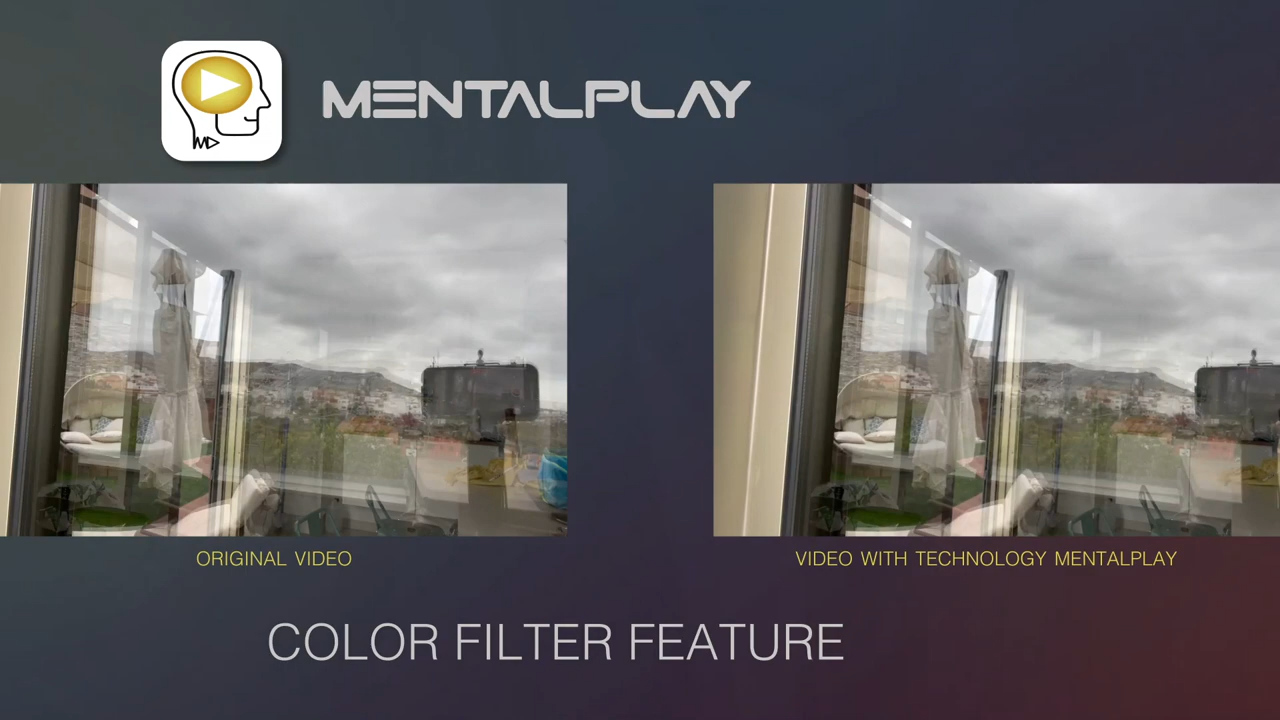 MENTALPLAY
ORIGINAL VIDEO
VIDEO WITH TECHNOLOGY MENTALPLAY
COLOR FILTER FEATURE